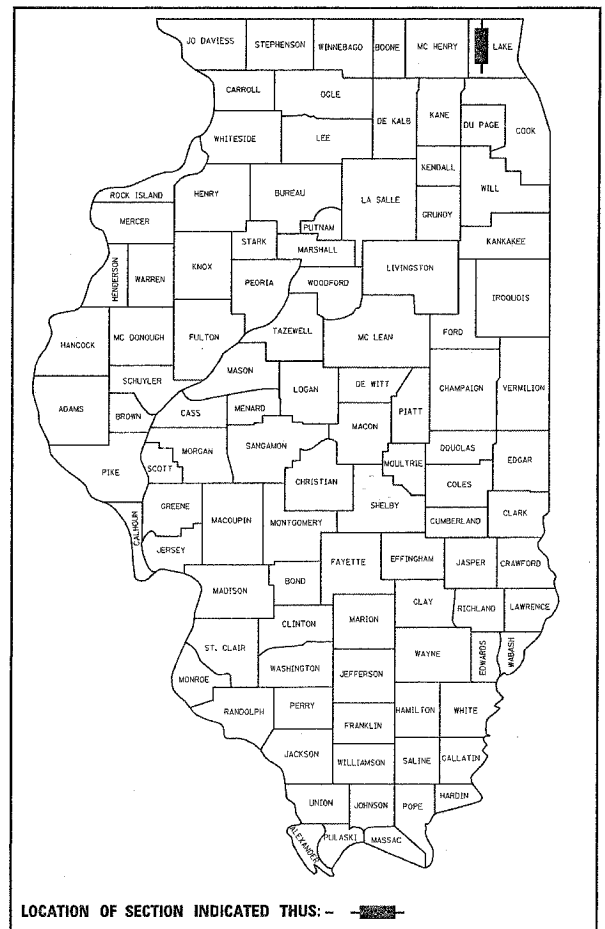 JO DAVIESS
STEPHENSON
WINNEBAGO
BOONE
MC HENRY
LAKE
CARROLL
OGLE
DE KALB
KANE
DU PAGE
COOK
WHITESIDE
LEE
KENDALL
WILL
ROCK ISLAND
HENRY
BUREAU
LA SALLE
GRUNDY
MERCER
PUTNAM
KANKAKEE
STARK
MARSHALL
LIVINGSTON
HENDERSON
WARREN
KNOX
PEORIA
WOODFORD
IROQUOIS
HANCOCK
MC DONOUGH
FULTON
TAZEWELL
MC LEAN
FORD
MASON
SCHUYLER
LOGAN
DE WITT
CHAMPAIGN
VERMILION
ADAMS
BROWN
CASS
MENARD
MACON
PIATT
PIKE
SCOTT
MORGAN
SANGAMON
CHRISTIAN
MOULTRIE
DOUGLAS
EDGAR
COLES
GREENE
MACOUPIN
MONTGOMERY
SHELBY
CUMBERLAND
CLARK
CALHOUN
JERSEY
FAYETTE
EFFINGHAM
JASPER
CRAWFORD
MADISON
BOND
CLAY
RICHLAND
LAWRENCE
CLINTON
MARION
ST. CLAIR
WAYNE
EDWARDS
WABASH
WASHINGTON
JEFFERSON
MONROE
RANDOLPH
PERRY
HAMILTON
WHITE
FRANKLIN
JACKSON
WILLIAMSON
SALINE
GALLATIN
UNION
JOHNSON
POPE
HARDIN
ALEXANDER
PULASKI
MASSAC
LOCATION OF SECTION INDICATED THUS: -